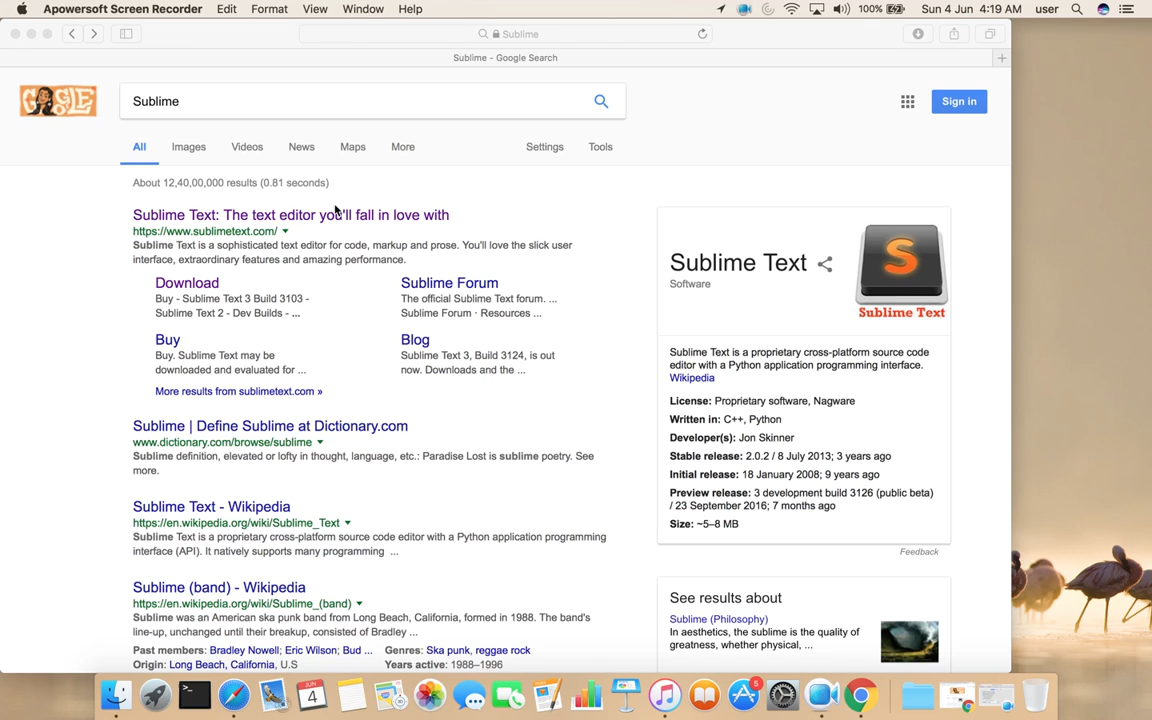 Apowersoft Screen Recorder Edit Format View Window Help 100% Sun 4 Jun 4:19 AM user
Sublime
Sublime - Google Search
Sublime
Sign in
All Images Videos News Maps More Settings Tools
About 12,40,00,000 results (0.81 seconds)
Sublime Text: The text editor you'll fall in love with
https://www.sublimetext.com/
Sublime Text is a sophisticated text editor for code, markup and prose. You'll love the slick user
interface, extraordinary features and amazing performance.
Download
Buy - Sublime Text 3 Build 3103 -
Sublime Text 2 - Dev Builds - ...
Sublime Forum
The official Sublime Text forum. ...
Sublime Forum · Resources ...
Buy
Buy. Sublime Text may be
downloaded and evaluated for ...
Blog
Sublime Text 3, Build 3124, is out
now. Downloads and the ...
More results from sublimetext.com »
Sublime | Define Sublime at Dictionary.com
www.dictionary.com/browse/sublime
Sublime definition, elevated or lofty in thought, language, etc.: Paradise Lost is sublime poetry. See
more.
Sublime Text - Wikipedia
https://en.wikipedia.org/wiki/Sublime_Text
Sublime Text is a proprietary cross-platform source code editor with a Python application programming
interface (API). It natively supports many programming ...
Sublime (band) - Wikipedia
https://en.wikipedia.org/wiki/Sublime_(band)
Sublime was an American ska punk band from Long Beach, California, formed in 1988. The band's
line-up, unchanged until their breakup, consisted of Bradley ...
Past members: Bradley Nowell; Eric Wilson; Bud ... Genres: Ska punk, reggae rock
Origin: Long Beach, California, U.S Years active: 1988–1996
Sublime Text
Software
Sublime Text
Sublime Text is a proprietary cross-platform source code
editor with a Python application programming interface.
Wikipedia
License: Proprietary software, Nagware
Written in: C++, Python
Developer(s): Jon Skinner
Stable release: 2.0.2 / 8 July 2013; 3 years ago
Initial release: 18 January 2008; 9 years ago
Preview release: 3 development build 3126 (public beta)
/ 23 September 2016; 7 months ago
Size: ~5–8 MB
Feedback
See results about
Sublime (Philosophy)
In aesthetics, the sublime is the quality of
greatness, whether physical, ...
JUN
4
5